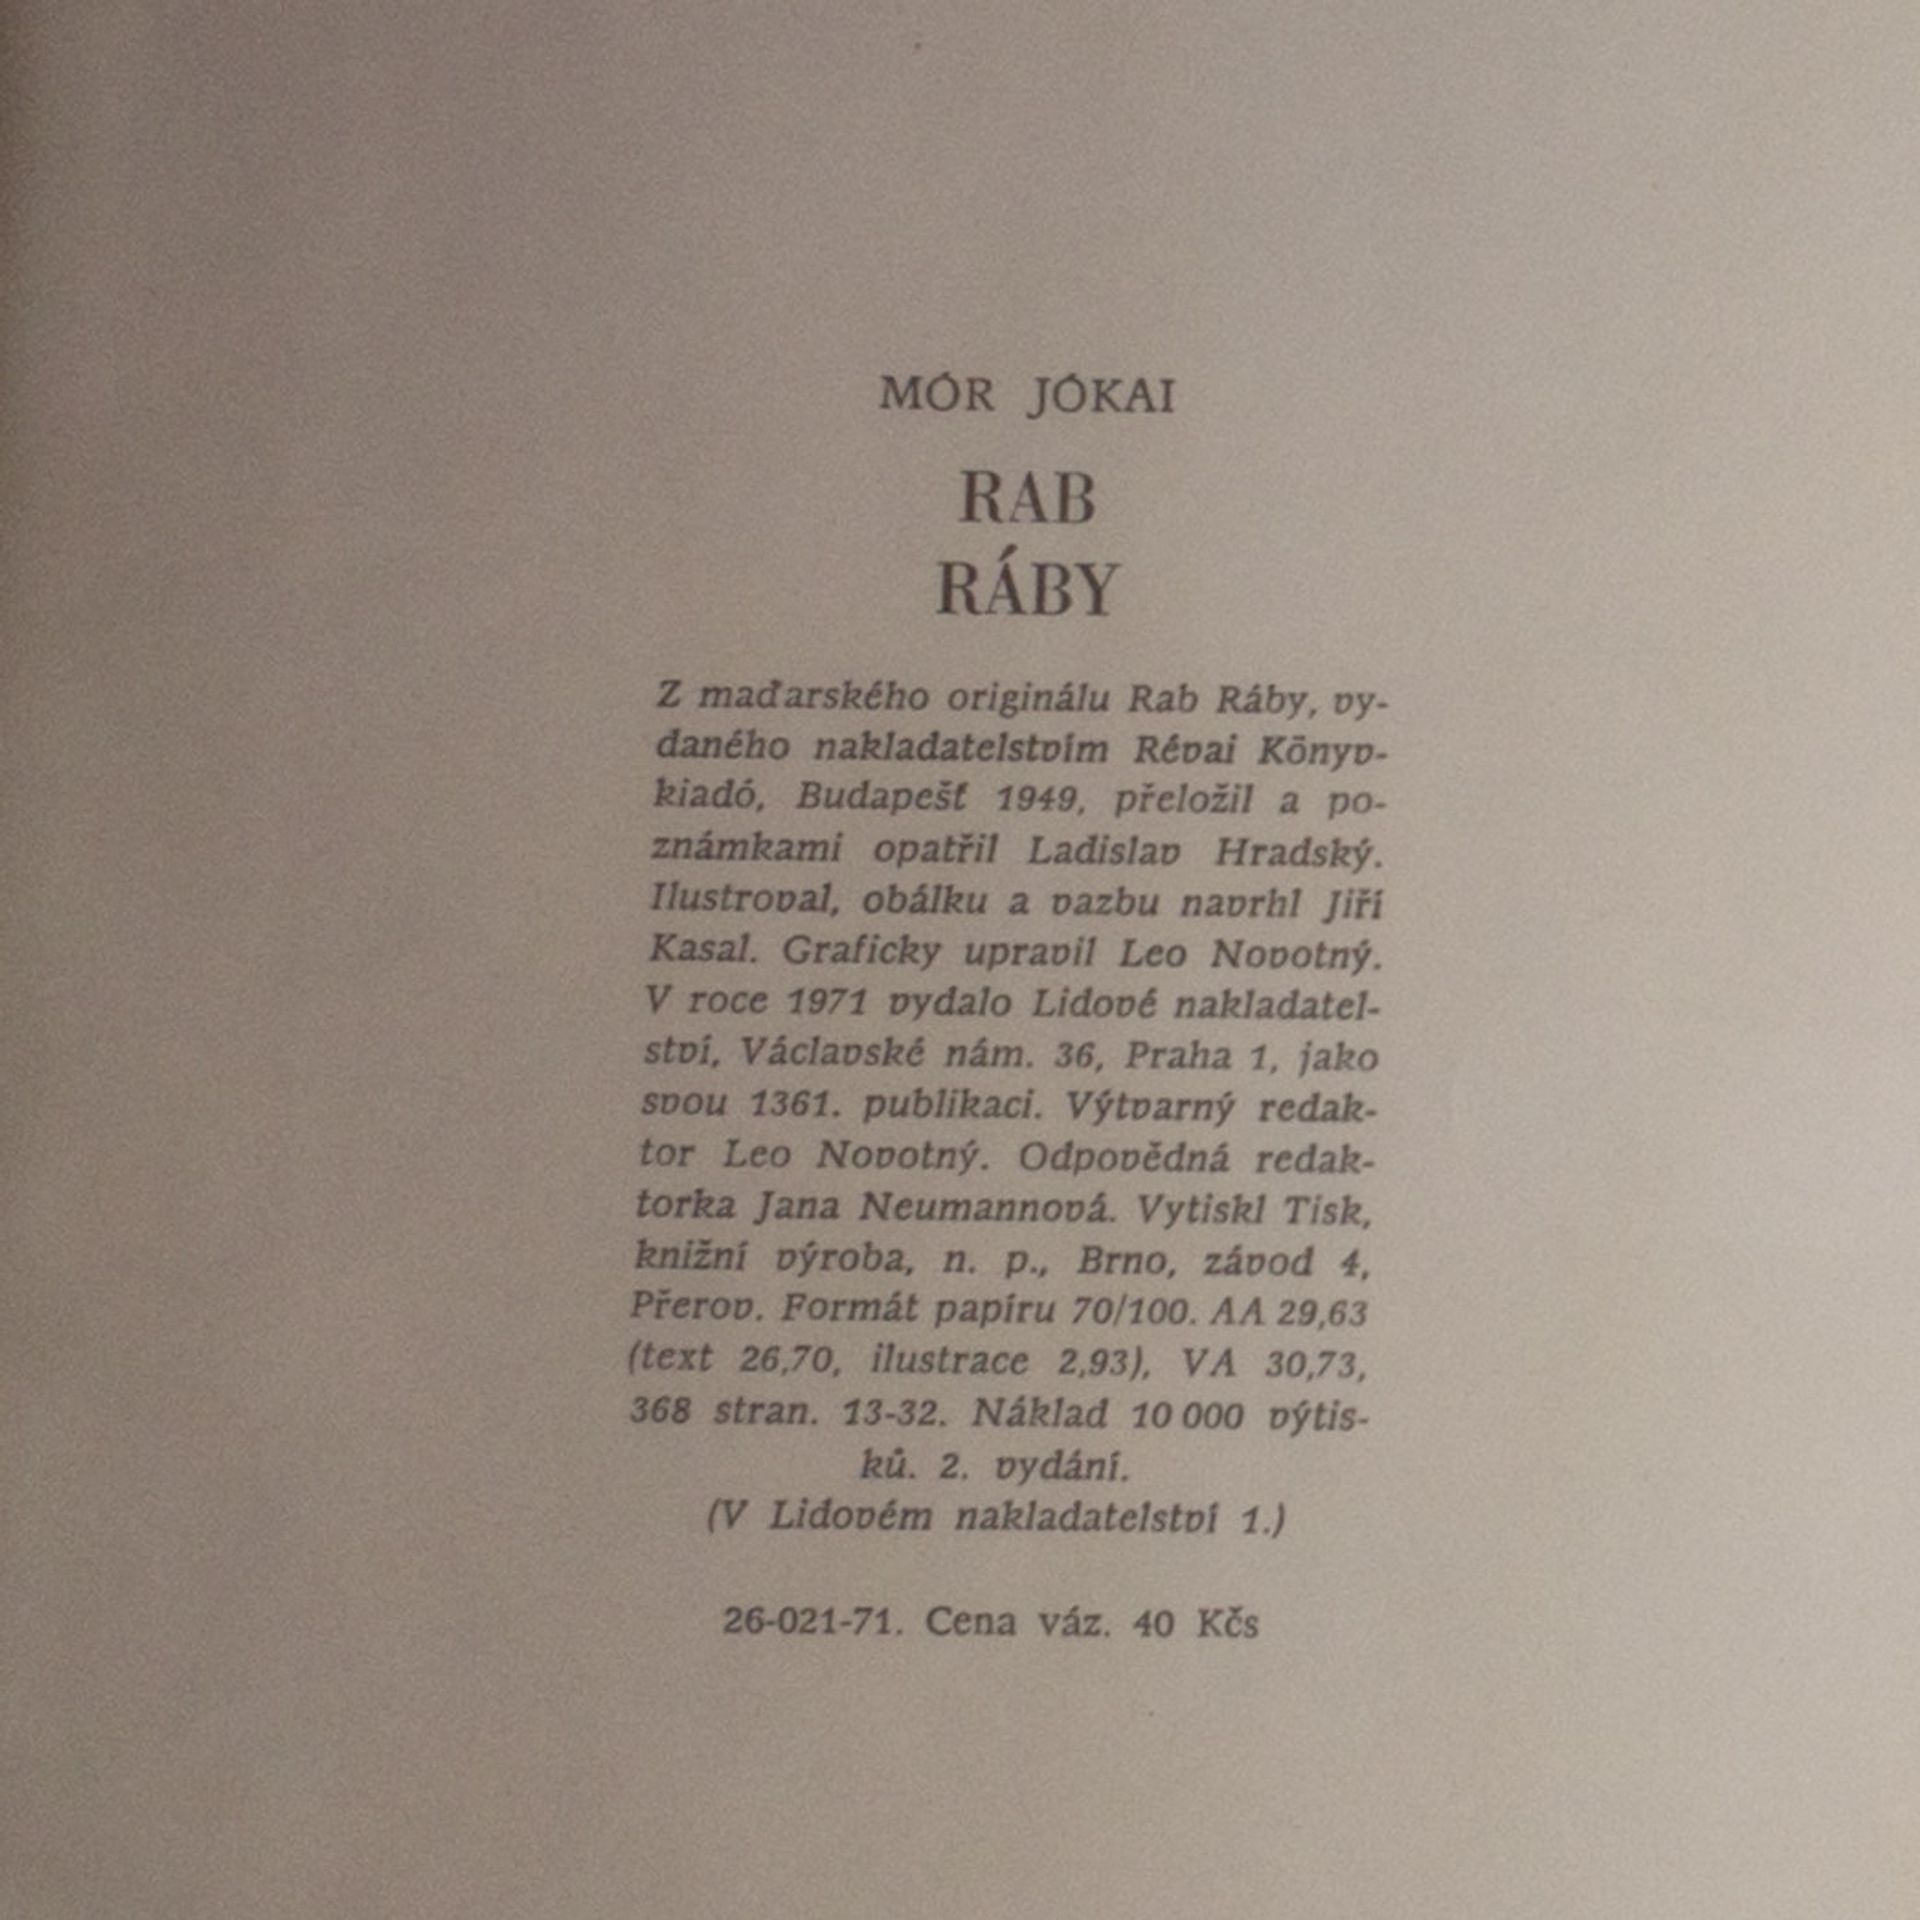 MÓR JÓKAI
RAB
RÁBY
Z maďarského originálu Rab Ráby, vy-
daného nakladatelstvím Révai Könyv-
kiadó, Budapešť 1949, přeložil a po-
známkami opatřil Ladislav Hradský.
Ilustroval, obálku a vazbu navrhl Jiří
Kasal. Graficky upravil Leo Novotný.
V roce 1971 vydalo Lidové nakladatel-
ství, Václavské nám. 36, Praha 1, jako
svou 1361. publikaci. Výtvarný redak-
tor Leo Novotný. Odpovědná redak-
torka Jana Neumannová. Vytiskl Tisk,
knižní výroba, n. p., Brno, závod 4,
Přerov. Formát papíru 70/100. AA 29,63
(text 26,70, ilustrace 2,93), VA 30,73,
368 stran. 13-32. Náklad 10 000 výtis-
ků. 2. vydání.
(V Lidovém nakladatelství 1.)
26-021-71. Cena váz. 40 Kčs